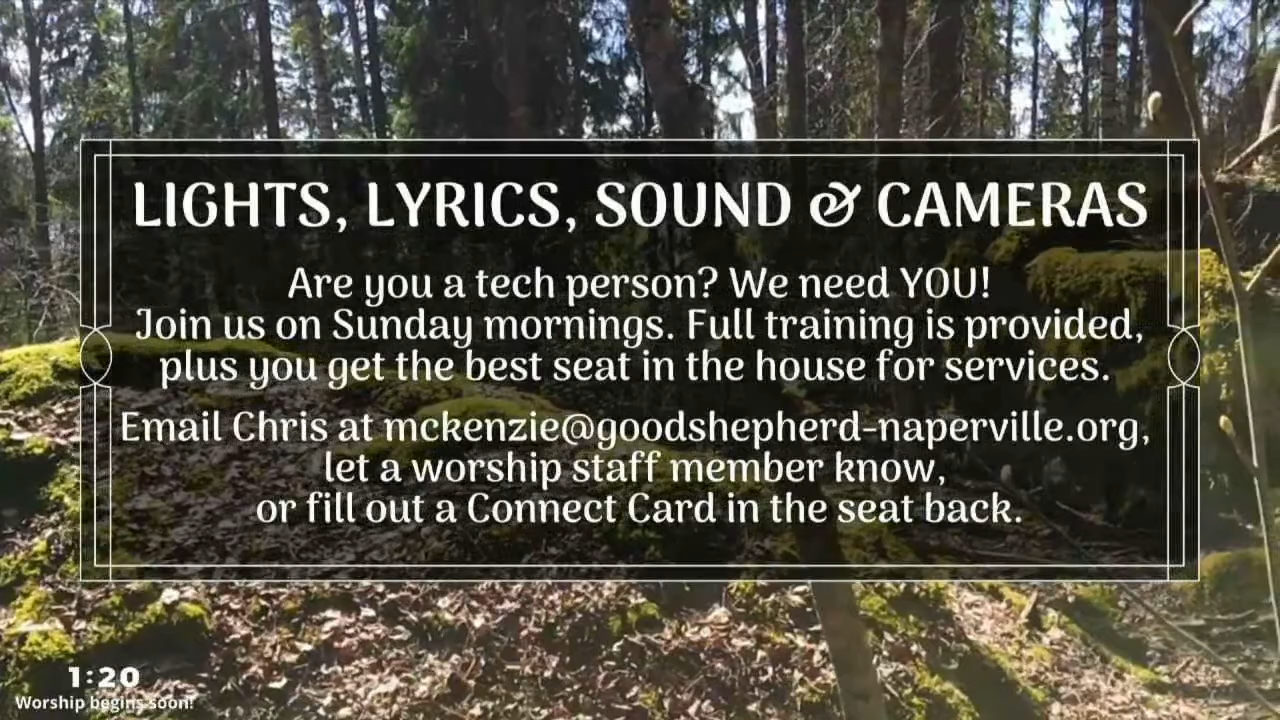 LIGHTS, LYRICS, SOUND & CAMERAS
Are you a tech person? We need YOU!
Join us on Sunday mornings. Full training is provided,
plus you get the best seat in the house for services.
Email Chris at mckenzie@goodshepherd-naperville.org,
let a worship staff member know,
or fill out a Connect Card in the seat back.
1:20
Worship begins soon!